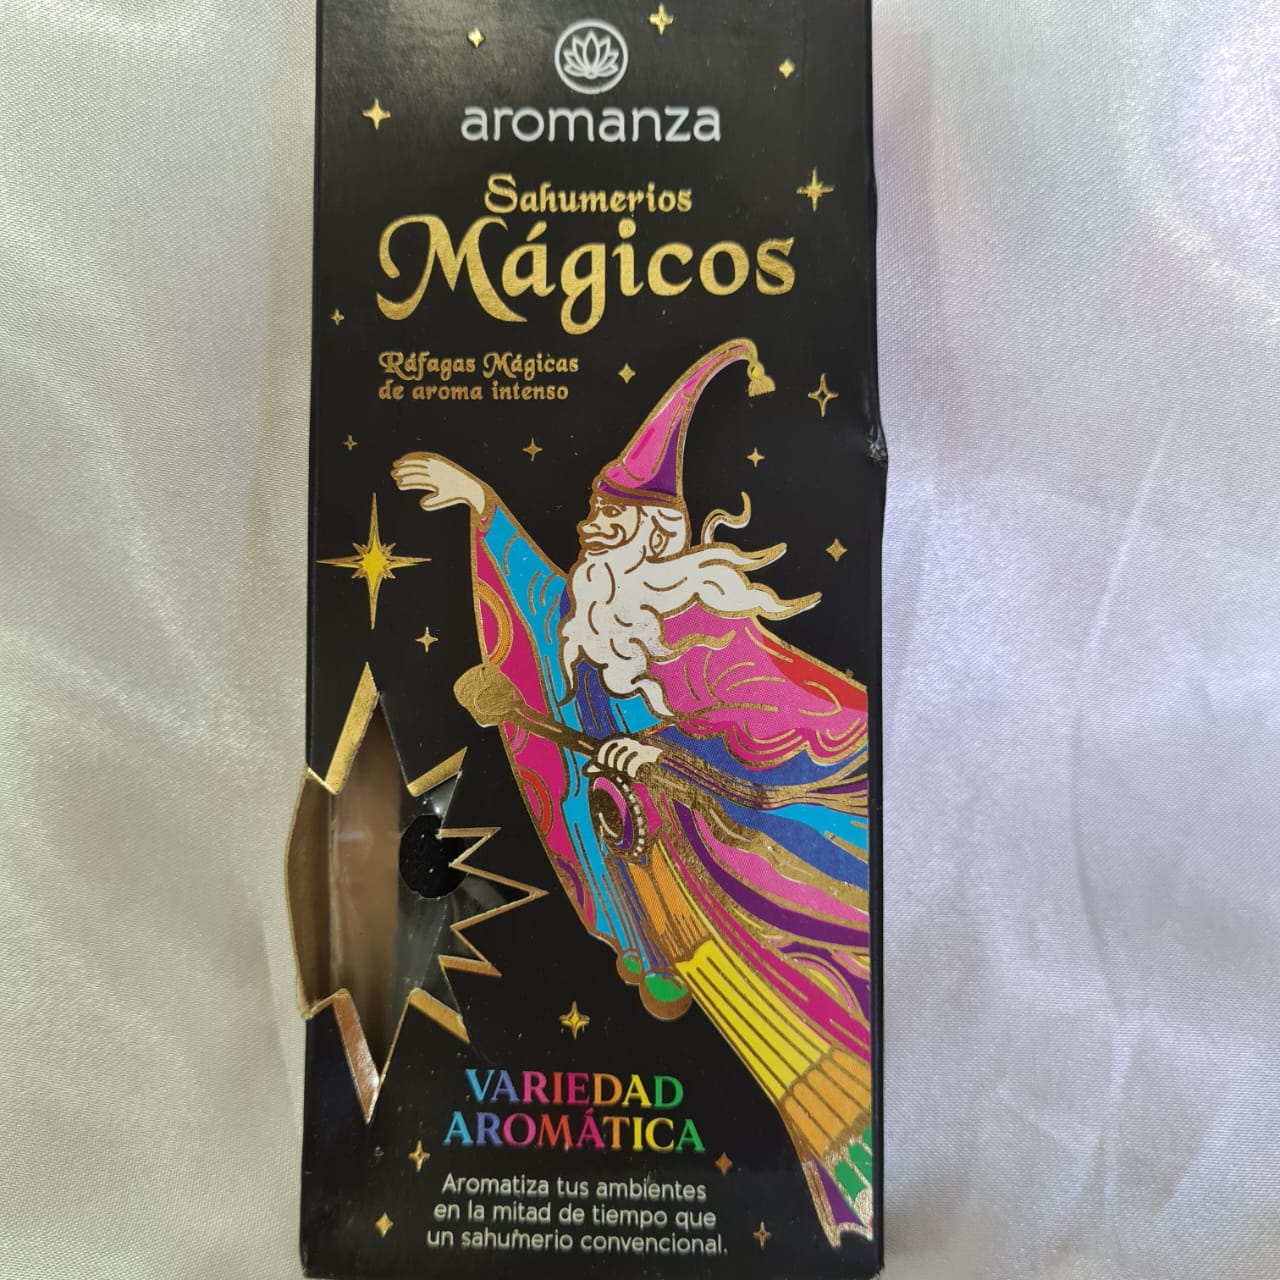 aromanza
Sahumerios
Mágicos
Ráfagas Mágicas
de aroma intenso
VARIEDAD
AROMÁTICA
Aromatiza tus ambientes
en la mitad de tiempo que
un sahumerio convencional.